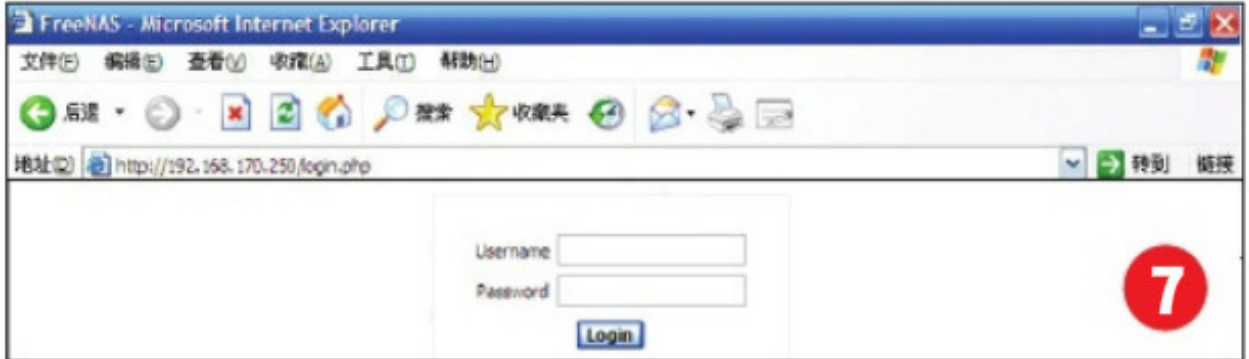 FreeNAS - Microsoft Internet Explorer
文件(F) 编辑(E) 查看(V) 收藏(A) 工具(T) 帮助(H)
后退 搜索 收藏夹
地址(D) http://192.168.170.250/login.php 转到 链接
Username
Password
Login
7